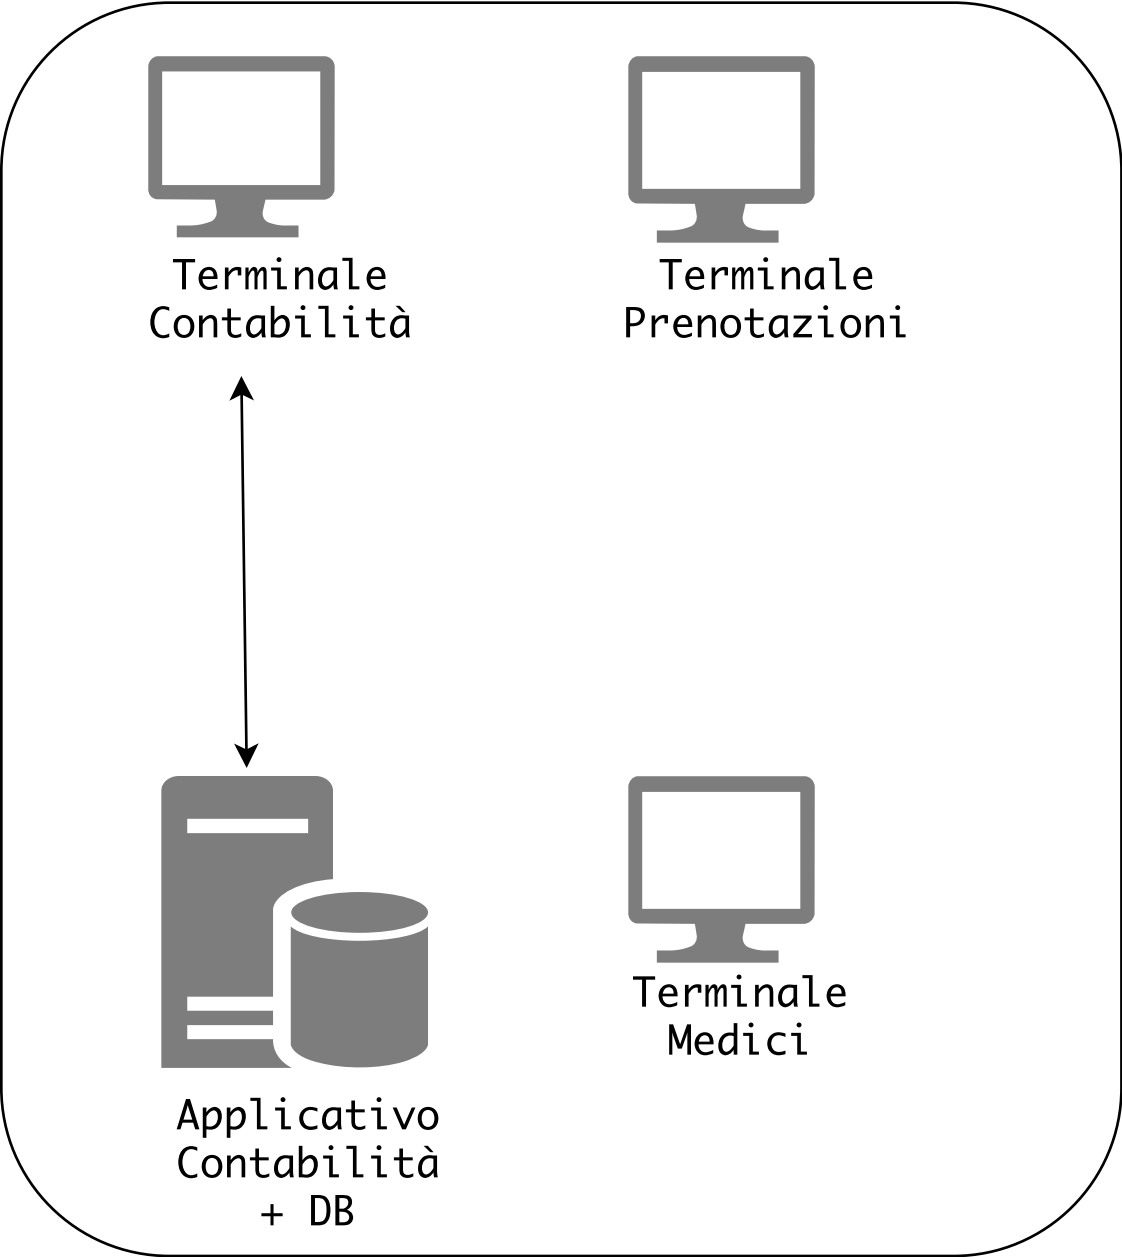 Terminale
Contabilità
Terminale
Prenotazioni
Terminale
Medici
Applicativo
Contabilità
+ DB